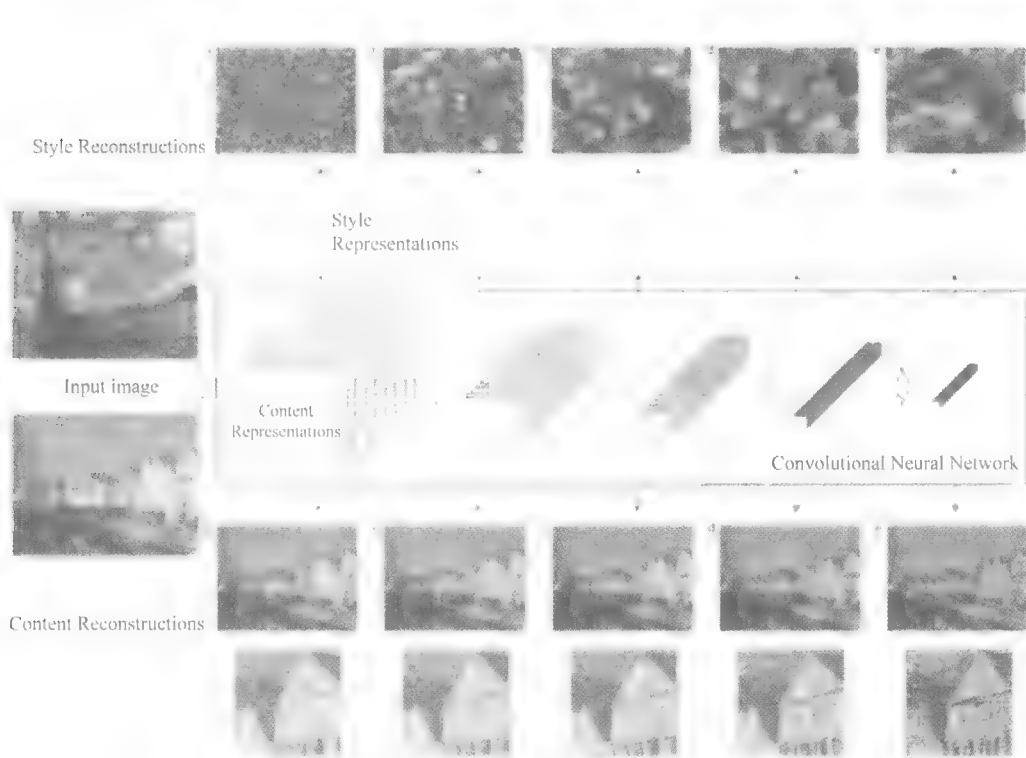 Style Reconstructions
Style
Representations
Input image
Content
Representations
Convolutional Neural Network
Content Reconstructions